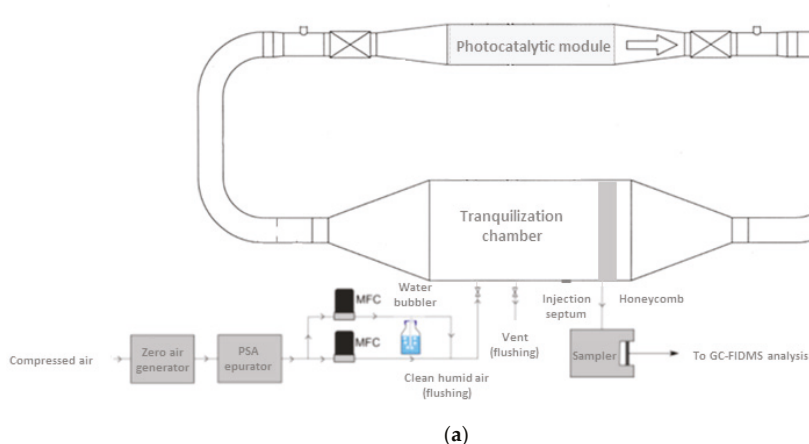 Photocatalytic module
Tranquilization
chamber
Water
bubbler
MFC
Injection
septum
Honeycomb
Vent
(flushing)
Compressed air
Zero air
generator
PSA
epurator
MFC
Sampler
To GC-FIDMS analysis
Clean humid air
(flushing)
(a)